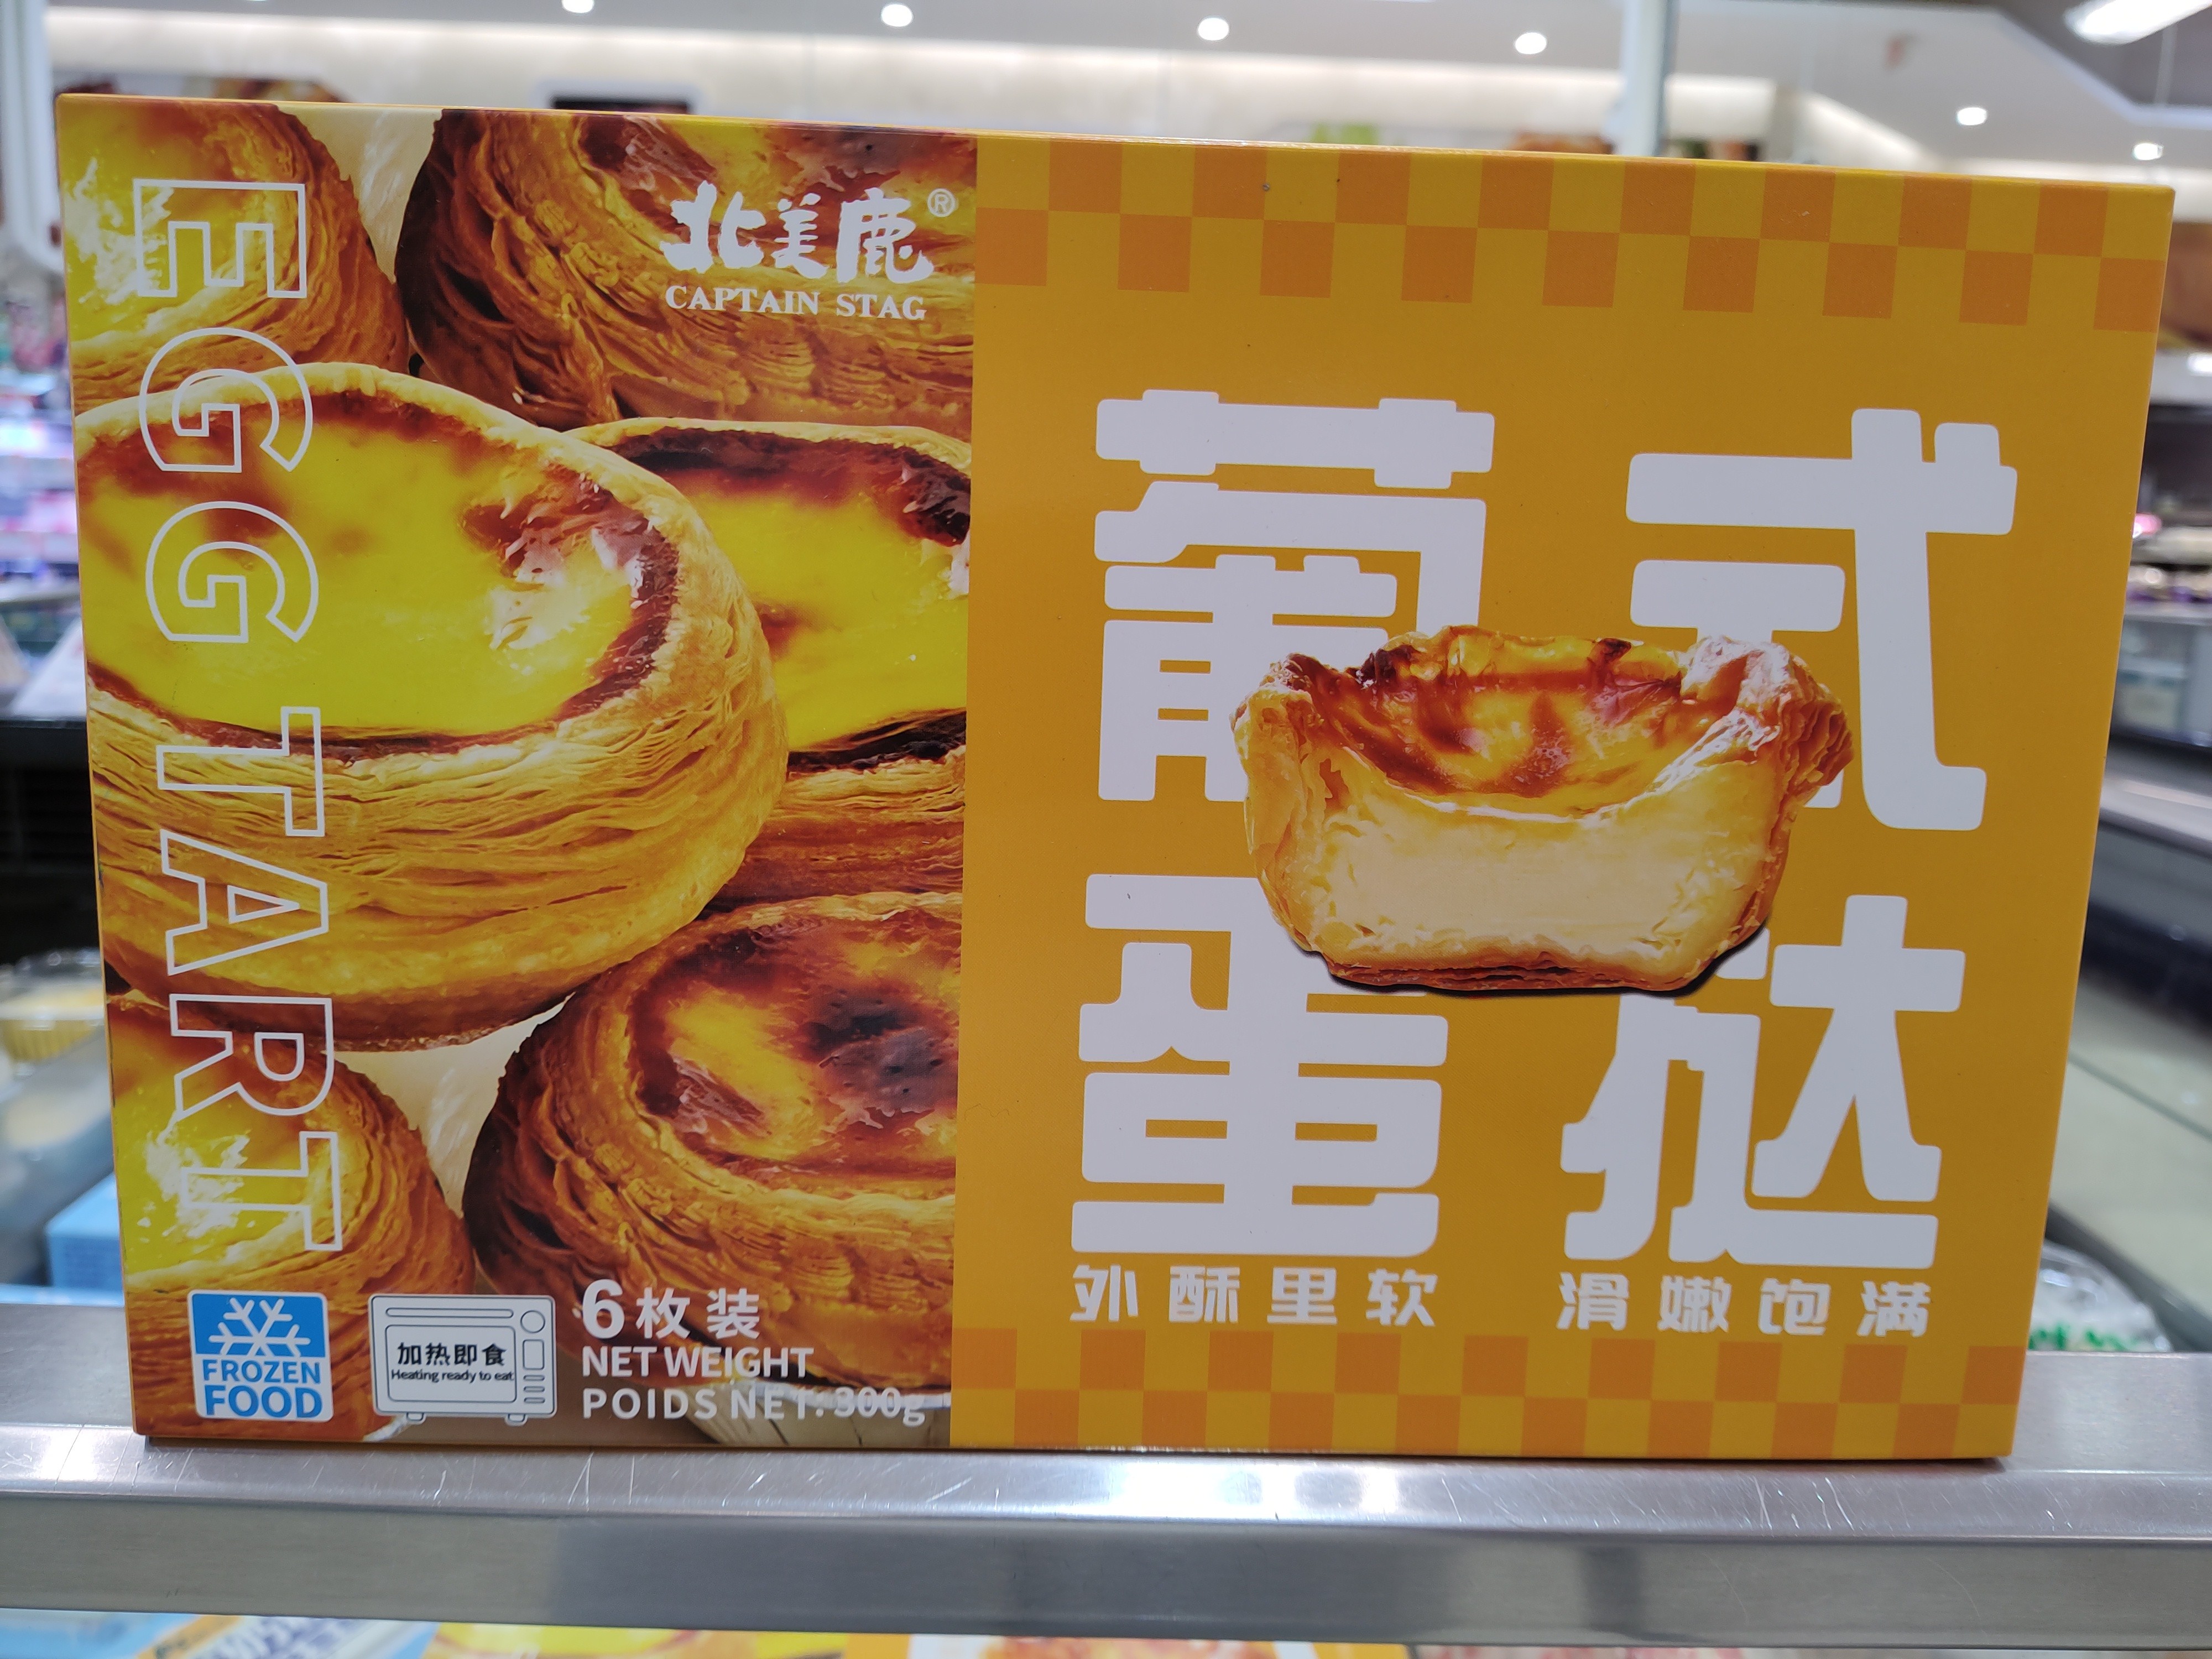 EGG TART
北美鹿®
CAPTAIN STAG
葡式
蛋挞
外酥里软 滑嫩饱满
FROZEN
FOOD
加热即食
Heating ready to eat
6枚装
NET WEIGHT
POIDS NET: 300g